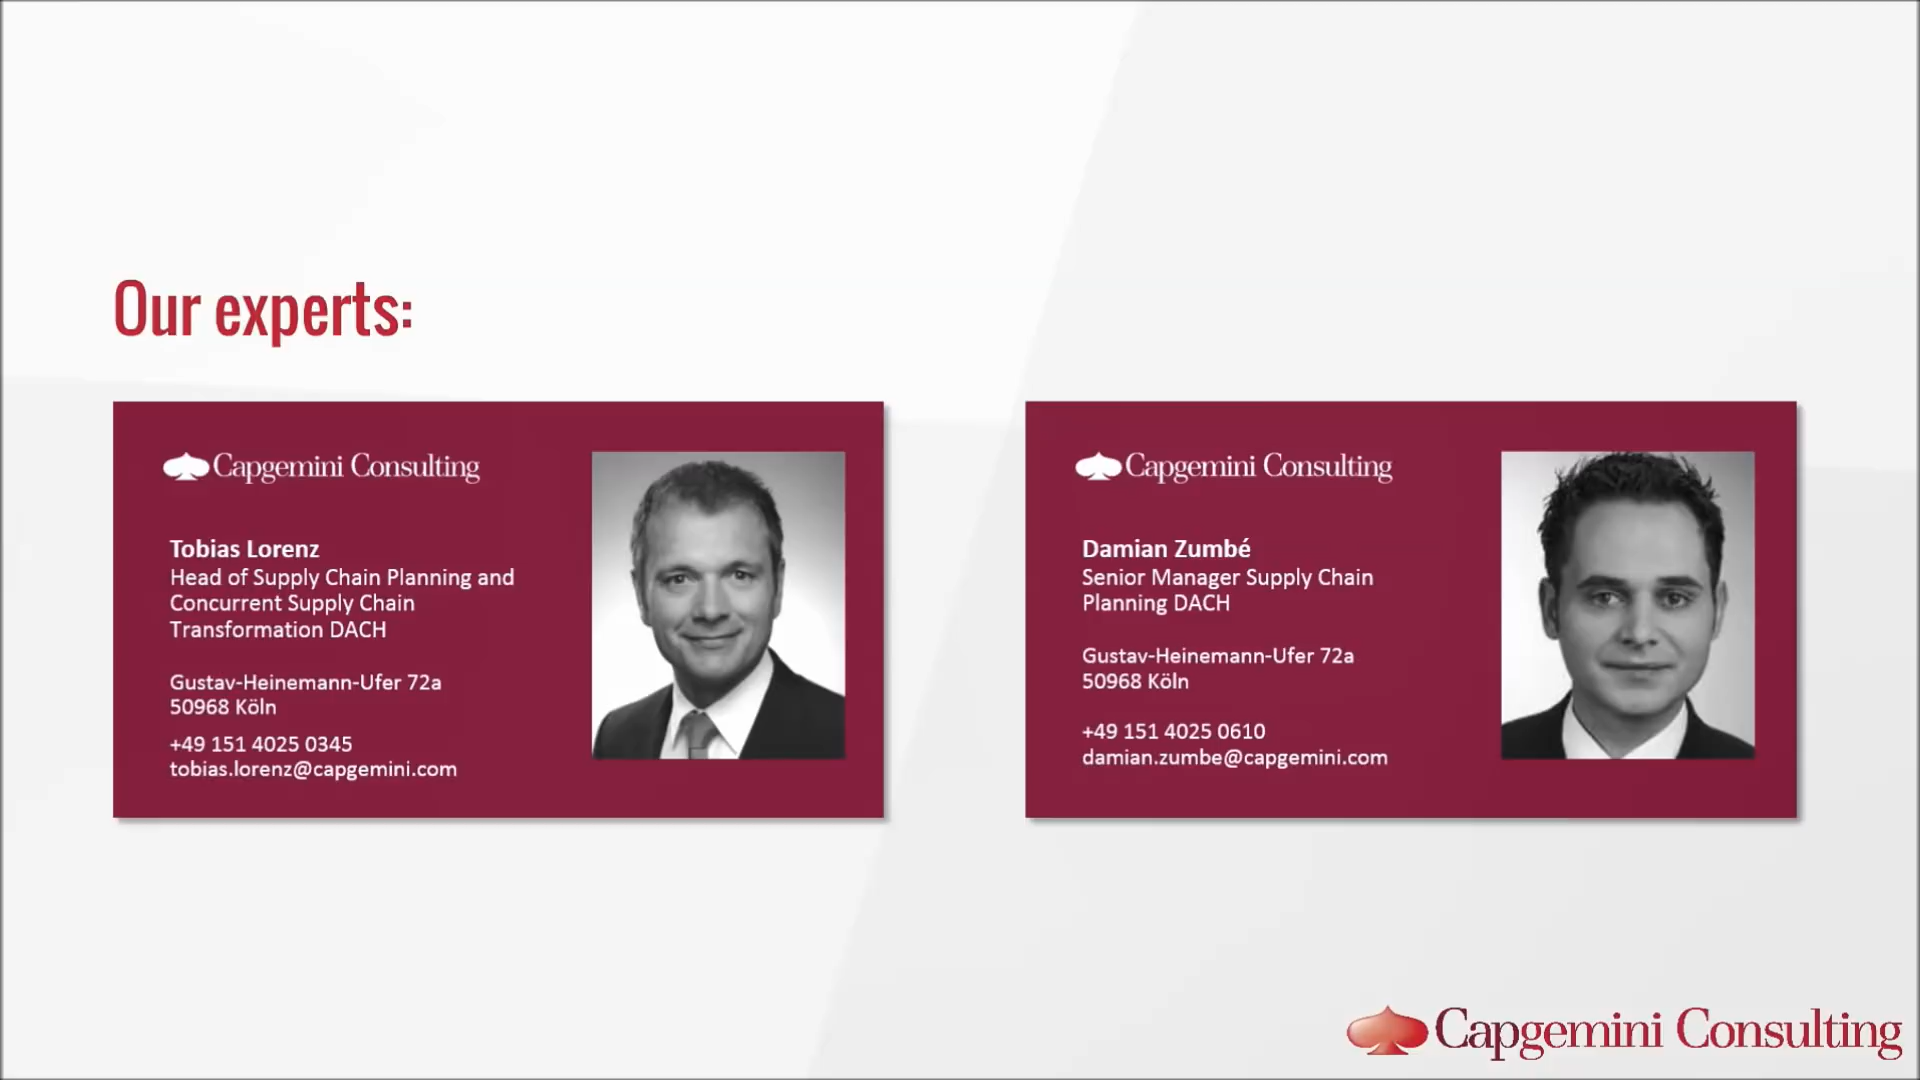 Our experts:
Capgemini Consulting
Tobias Lorenz
Head of Supply Chain Planning and
Concurrent Supply Chain
Transformation DACH
Gustav-Heinemann-Ufer 72a
50968 Köln
+49 151 4025 0345
tobias.lorenz@capgemini.com
Capgemini Consulting
Damian Zumbé
Senior Manager Supply Chain
Planning DACH
Gustav-Heinemann-Ufer 72a
50968 Köln
+49 151 4025 0610
damian.zumbe@capgemini.com
Capgemini Consulting